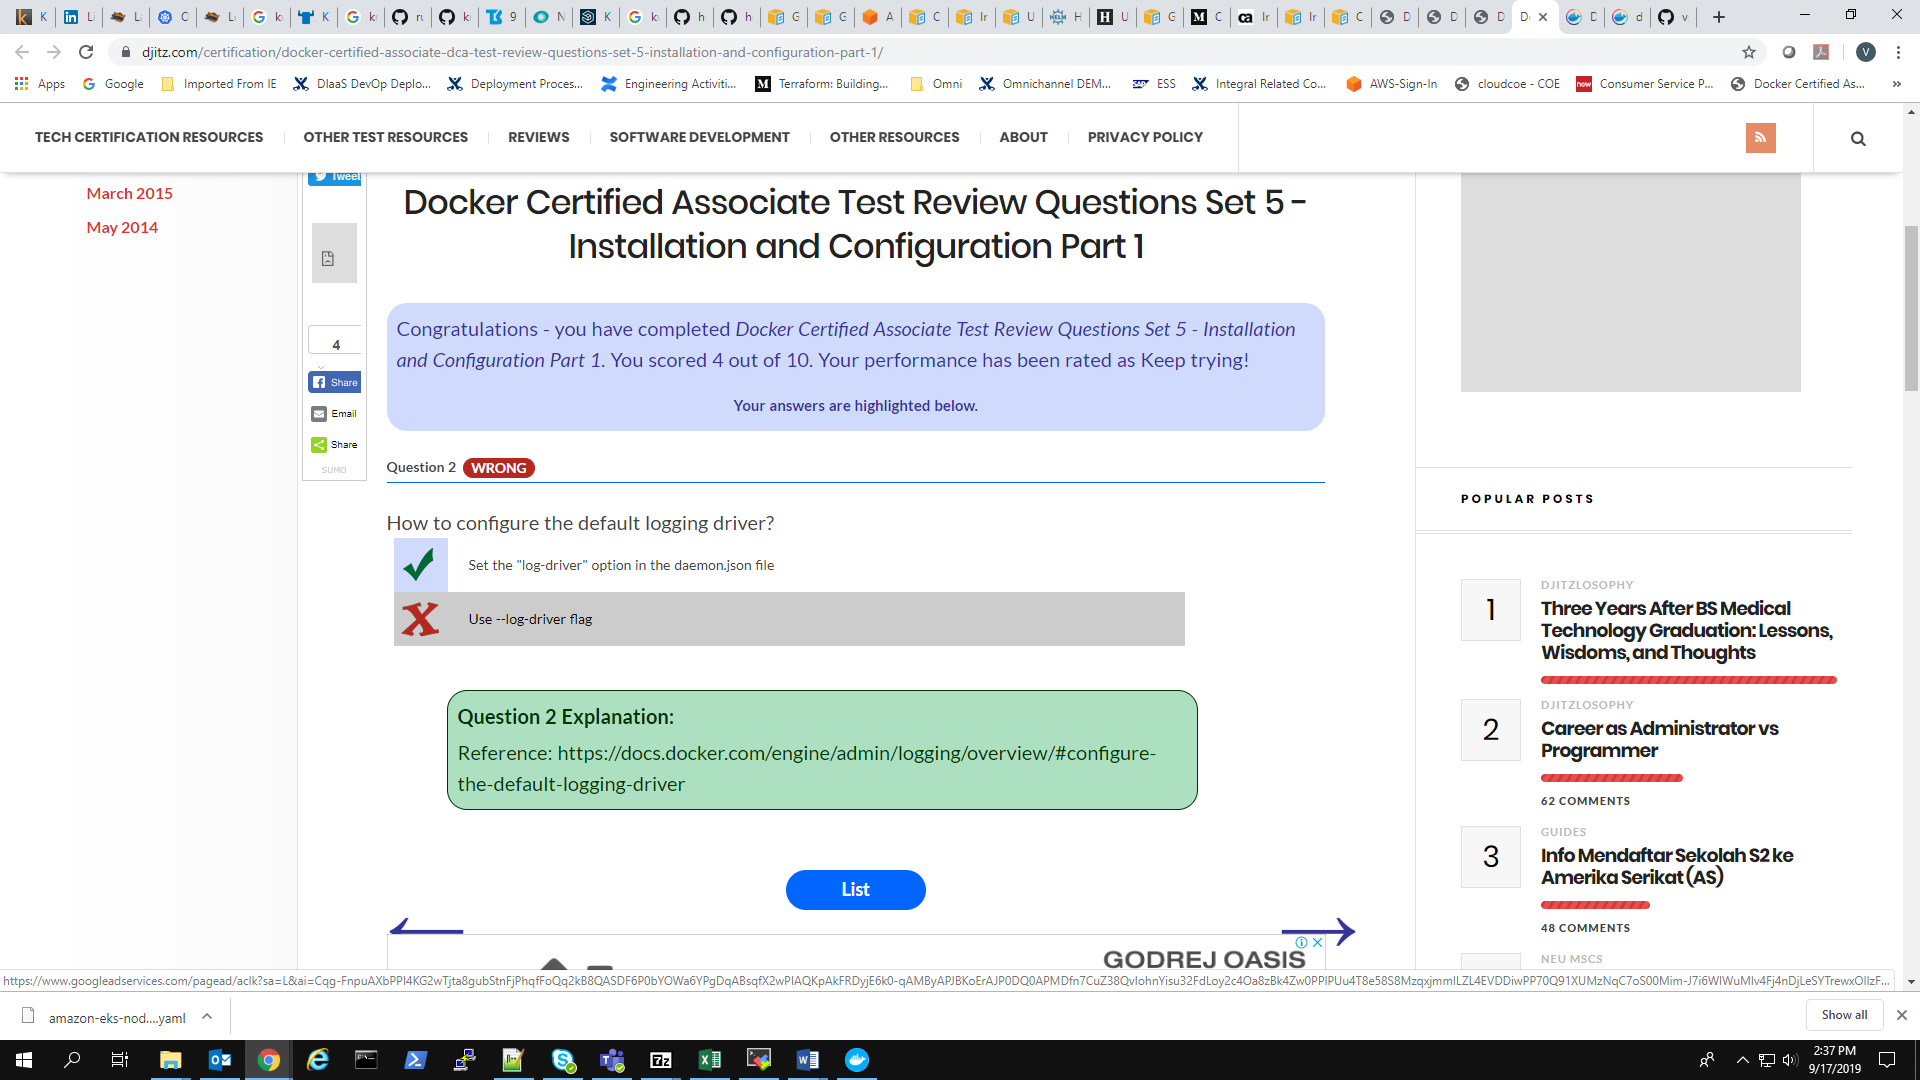 djitz.com/certification/docker-certified-associate-dca-test-review-questions-set-5-installation-and-configuration-part-1/
V
Apps
Google
Imported From IE
DIaaS DevOp Deplo...
Deployment Proces...
Engineering Activiti...
Terraform: Building...
Omni
Omnichannel DEM...
ESS
Integral Related Co...
AWS-Sign-In
cloudcoe - COE
Consumer Service P...
Docker Certified As...
»
TECH CERTIFICATION RESOURCES
OTHER TEST RESOURCES
REVIEWS
SOFTWARE DEVELOPMENT
OTHER RESOURCES
ABOUT
PRIVACY POLICY
March 2015
May 2014
Tweet
4
Share
Email
Share
SUMO
Docker Certified Associate Test Review Questions Set 5 -
Installation and Configuration Part 1
Congratulations - you have completed Docker Certified Associate Test Review Questions Set 5 - Installation
and Configuration Part 1. You scored 4 out of 10. Your performance has been rated as Keep trying!
Your answers are highlighted below.
Question 2 WRONG
How to configure the default logging driver?
Set the "log-driver" option in the daemon.json file
Use --log-driver flag
Question 2 Explanation:
Reference: https://docs.docker.com/engine/admin/logging/overview/#configure-
the-default-logging-driver
List
GODREJ OASIS
POPULAR POSTS
1
DJITZLOSOPHY
Three Years After BS Medical
Technology Graduation: Lessons,
Wisdoms, and Thoughts
2
DJITZLOSOPHY
Career as Administrator vs
Programmer
62 COMMENTS
3
GUIDES
Info Mendaftar Sekolah S2 ke
Amerika Serikat (AS)
48 COMMENTS
NEU MSCS
amazon-eks-nod....yaml
Show all
2:37 PM
9/17/2019